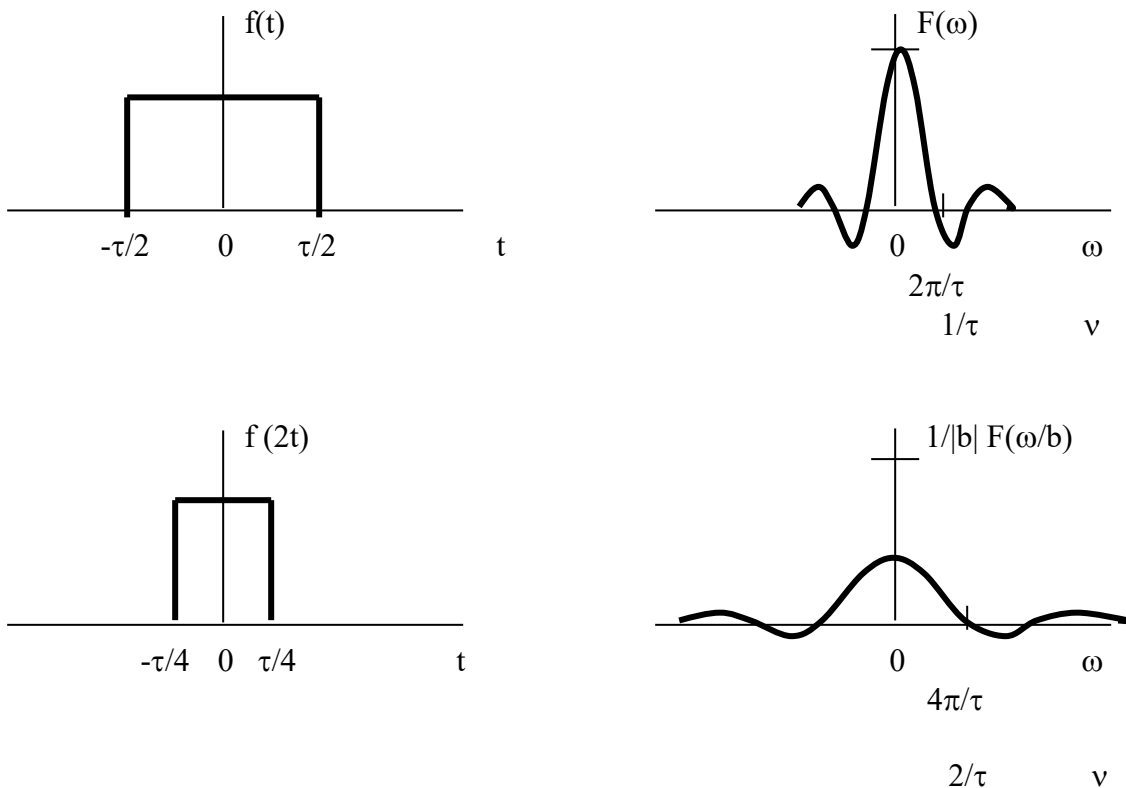 f(t)
F(ω)
-τ/2 0 τ/2 t
0 ω
2π/τ
1/τ ν
f (2t)
1/|b| F(ω/b)
-τ/4 0 τ/4 t
0 ω
4π/τ
2/τ ν